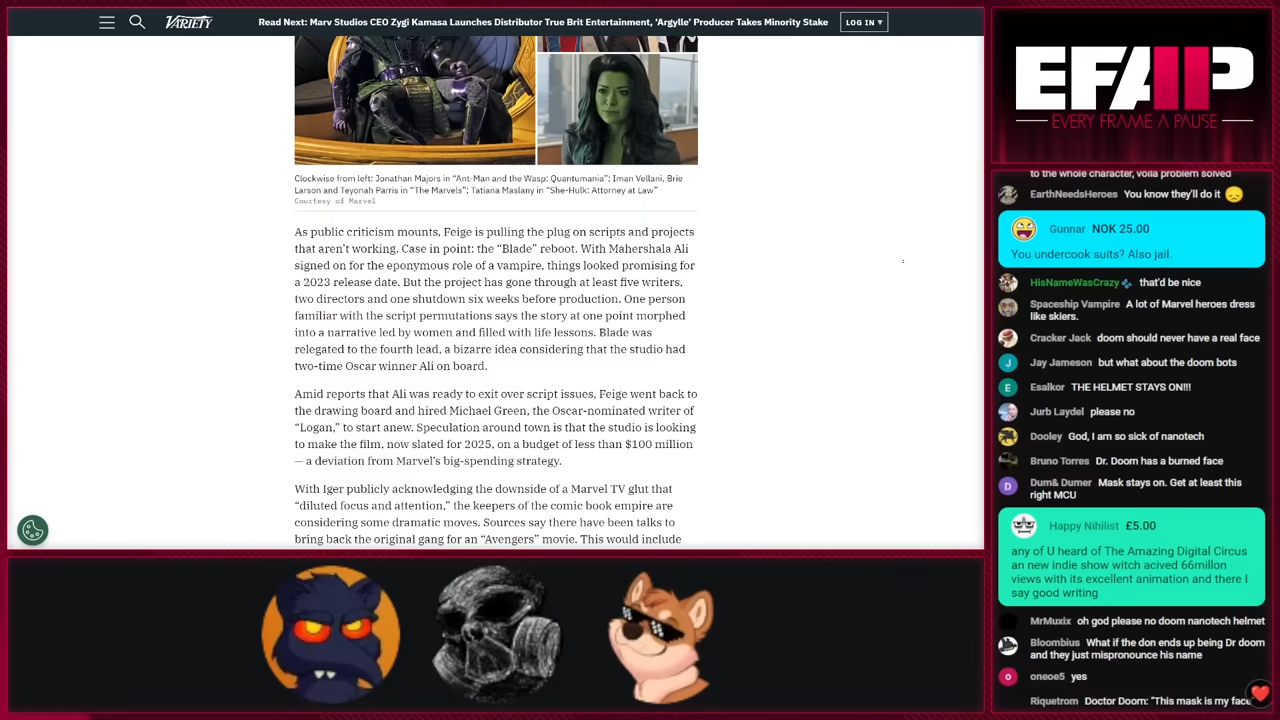 VARIETY
Read Next: Marv Studios CEO Zygi Kamasa Launches Distributor True Brit Entertainment, ‘Argylle’ Producer Takes Minority Stake
LOG IN ▾
Clockwise from left: Jonathan Majors in “Ant-Man and the Wasp: Quantumania”; Iman Vellani, Brie
Larson and Teyonah Parris in “The Marvels”; Tatiana Maslany in “She-Hulk: Attorney at Law”
Courtesy of Marvel
As public criticism mounts, Feige is pulling the plug on scripts and projects
that aren’t working. Case in point: the “Blade” reboot. With Mahershala Ali
signed on for the eponymous role of a vampire, things looked promising for
a 2023 release date. But the project has gone through at least five writers,
two directors and one shutdown six weeks before production. One person
familiar with the script permutations says the story at one point morphed
into a narrative led by women and filled with life lessons. Blade was
relegated to the fourth lead, a bizarre idea considering that the studio had
two-time Oscar winner Ali on board.
Amid reports that Ali was ready to exit over script issues, Feige went back to
the drawing board and hired Michael Green, the Oscar-nominated writer of
“Logan,” to start anew. Speculation around town is that the studio is looking
to make the film, now slated for 2025, on a budget of less than $100 million
— a deviation from Marvel’s big-spending strategy.
With Iger publicly acknowledging the downside of a Marvel TV glut that
“diluted focus and attention,” the keepers of the comic book empire are
considering some dramatic moves. Sources say there have been talks to
bring back the original gang for an “Avengers” movie. This would include
EFAP
EVERY FRAME A PAUSE
to the whole character, voila problem solved
EarthNeedsHeroes You know they'll do it
Gunnar NOK 25.00
You undercook suits? Also jail.
HisNameWasCrazy that'd be nice
Spaceship Vampire A lot of Marvel heroes dress
like skiers.
Cracker Jack doom should never have a real face
J Jay Jameson but what about the doom bots
E Esalkor THE HELMET STAYS ON!!!
Jurb Laydel please no
Dooley God, I am so sick of nanotech
Bruno Torres Dr. Doom has a burned face
D Dum& Dumer Mask stays on. Get at least this
right MCU
Happy Nihilist £5.00
any of U heard of The Amazing Digital Circus
an new indie show witch acived 66millon
views with its excellent animation and there I
say good writing
MrMuxix oh god please no doom nanotech helmet
Bloombius What if the don ends up being Dr doom
and they just mispronounce his name
o oneoe5 yes
Riquetrom Doctor Doom: "This mask is my face